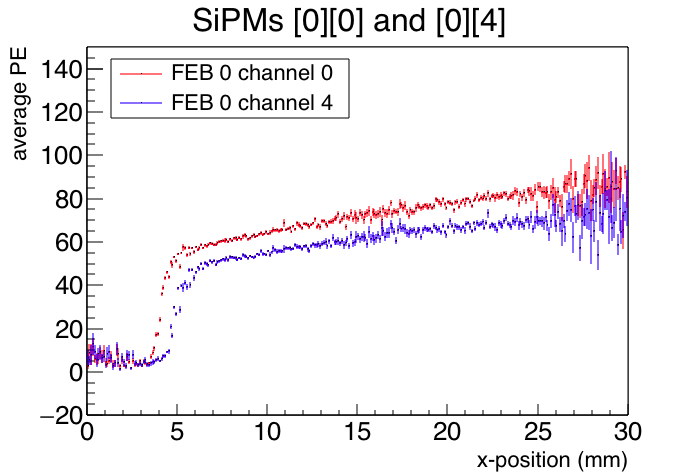 SiPMs [0][0] and [0][4]
average PE
FEB 0 channel 0
FEB 0 channel 4
140
120
100
80
60
40
20
0
−20
0 5 10 15 20 25 30
x-position (mm)